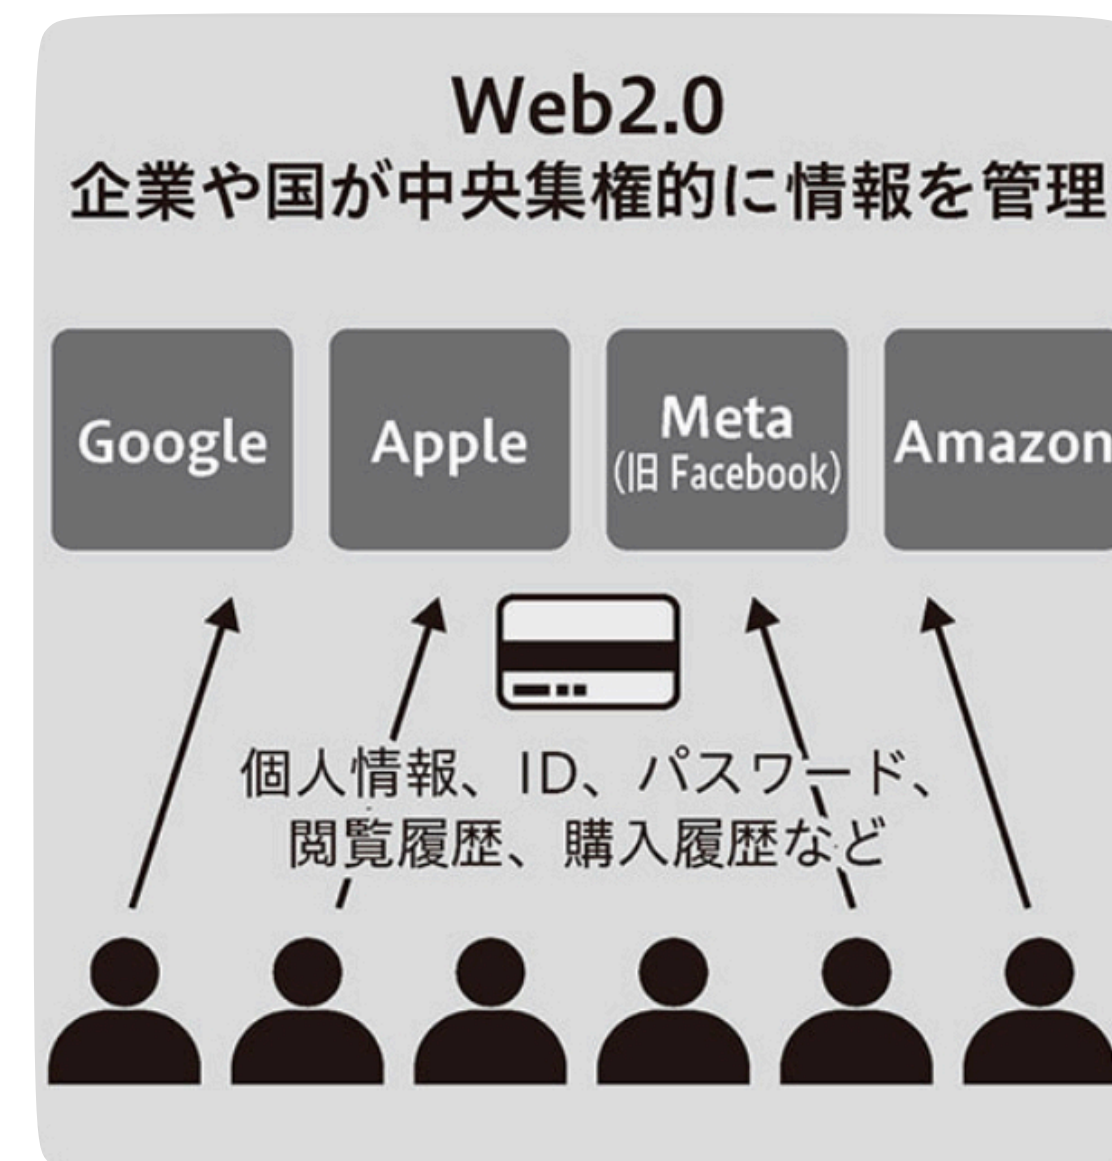 Web2.0
企業や国が中央集権的に情報を管理
Google
Apple
Meta
(旧 Facebook)
Amazon
個人情報、ID、パスワード、
閲覧履歴、購入履歴など